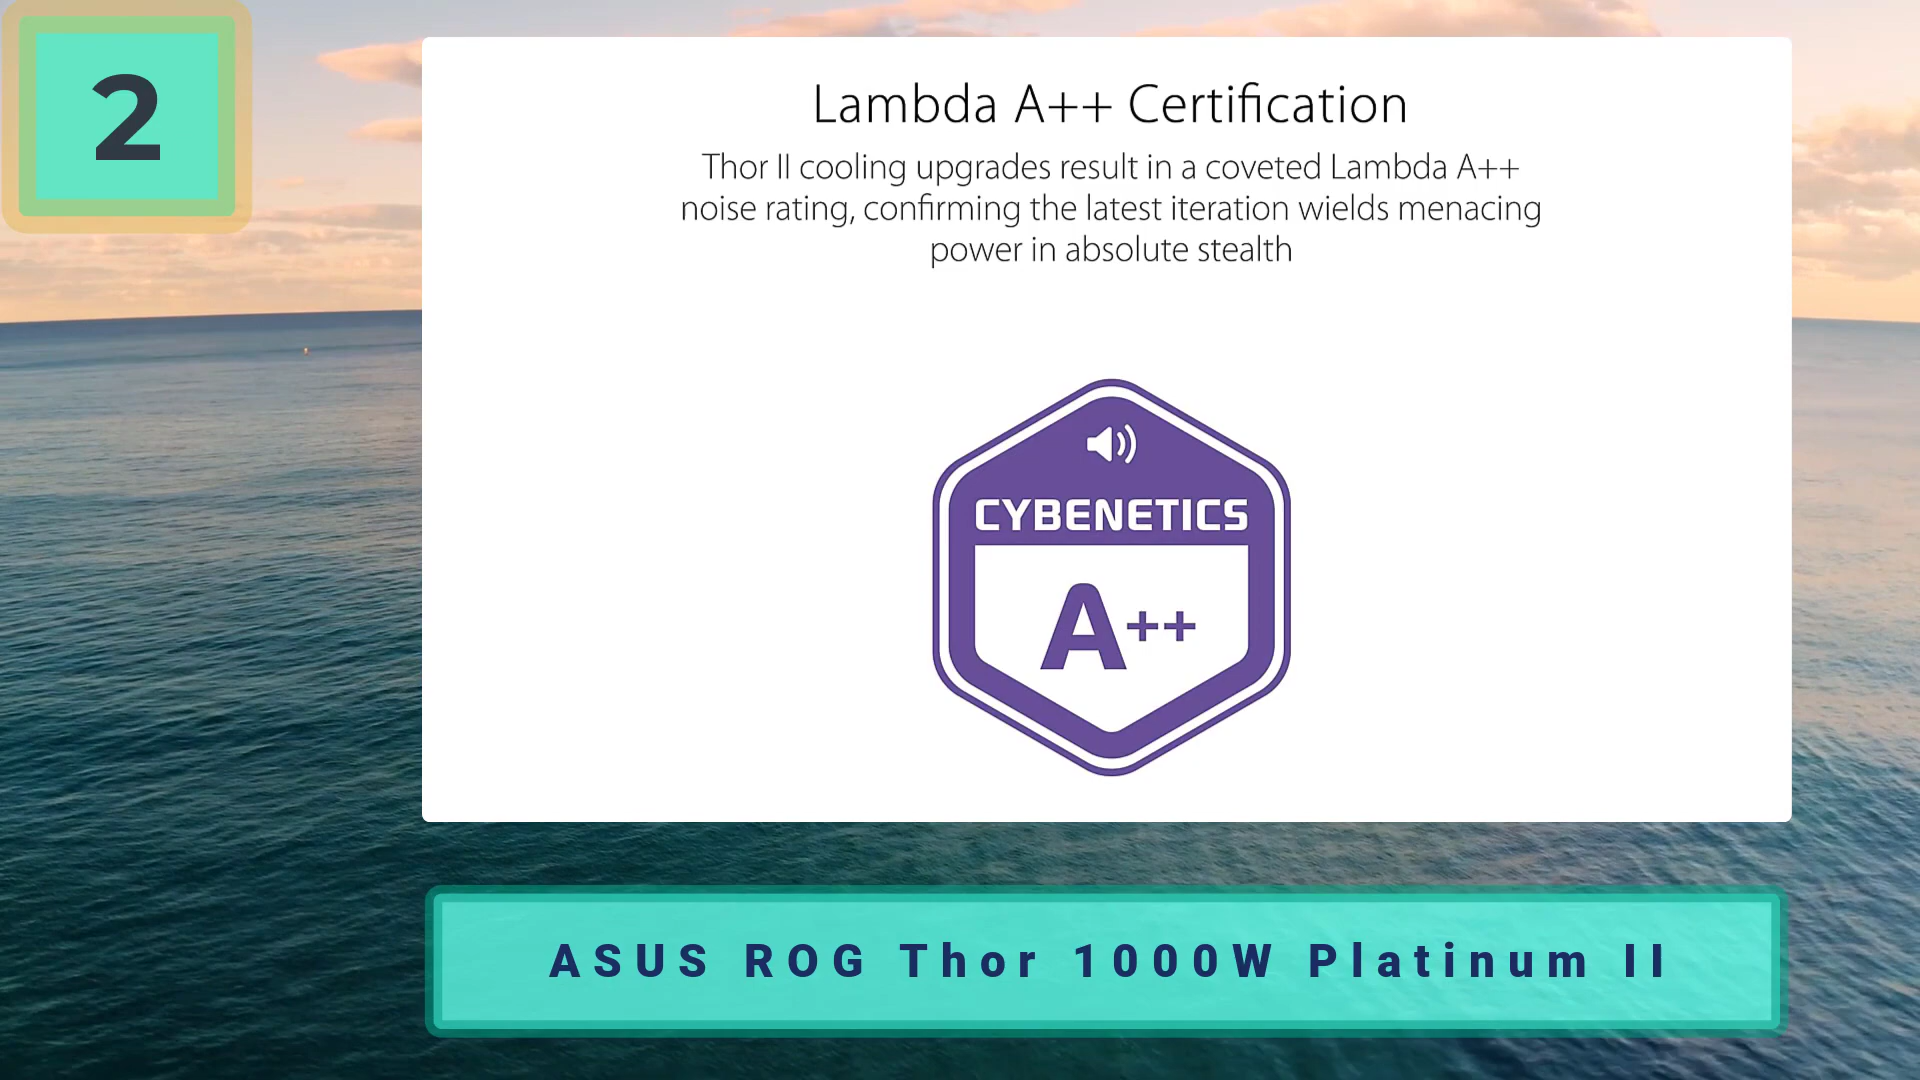 2
Lambda A++ Certification
Thor II cooling upgrades result in a coveted Lambda A++
noise rating, confirming the latest iteration wields menacing
power in absolute stealth
CYBENETICS
A++
ASUS ROG Thor 1000W Platinum II